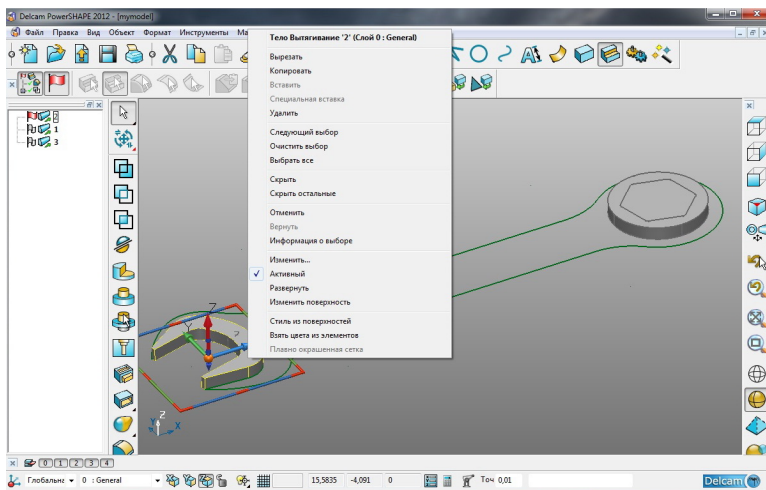 Delcam PowerSHAPE 2012 - [mymodel]
Файл Правка Вид Объект Формат Инструменты
Тело Вытягивание '2' (Слой 0 : General)
Вырезать
Копировать
Вставить
Специальная вставка
Удалить
Следующий выбор
Очистить выбор
Выбрать все
Скрыть
Скрыть остальные
Отменить
Вернуть
Информация о выборе
Изменить...
Активный
Развернуть
Изменить поверхность
Стиль из поверхностей
Взять цвета из элементов
Плавно окрашенная сетка
2
1
3
Z
Y
2
Z
Y X
0 1 2 3 4
Глобальнс 0 : General 15,5835 -4,091 0 Точ 0,01 Delcam